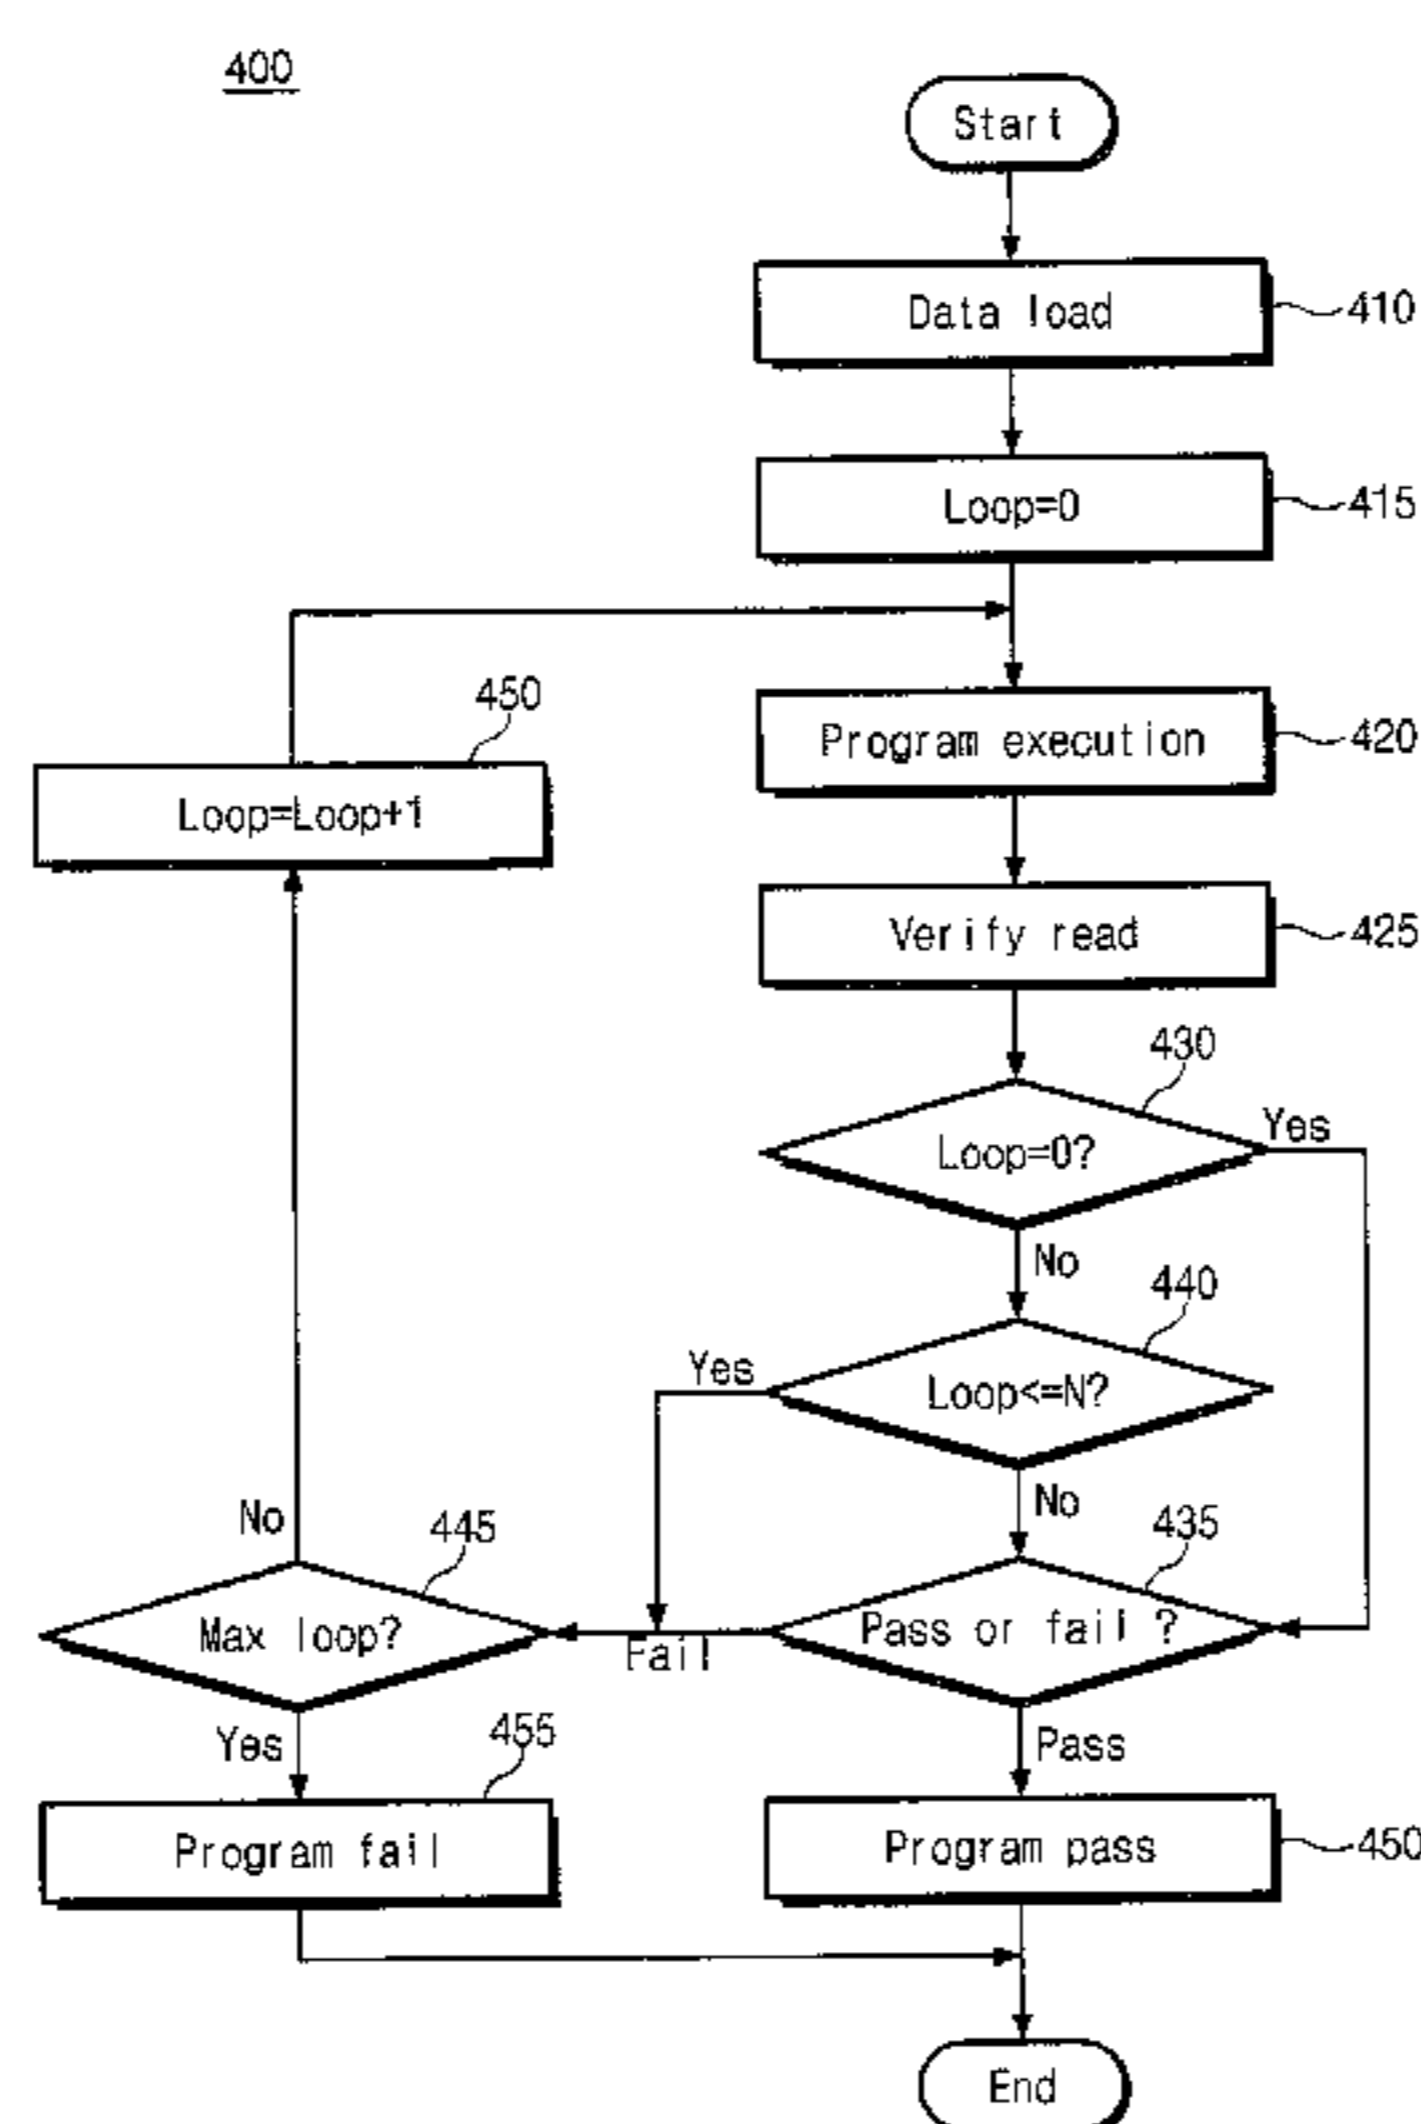 400
Start
Data load
410
Loop=0
415
450
Loop=Loop+1
Program execution
420
Verify read
425
430
Loop=0?
Yes
No
440
Loop<=N?
Yes
No
435
Pass or fail ?
Fail
Pass
445
Max loop?
No
Yes
455
Program fail
Program pass
450
End